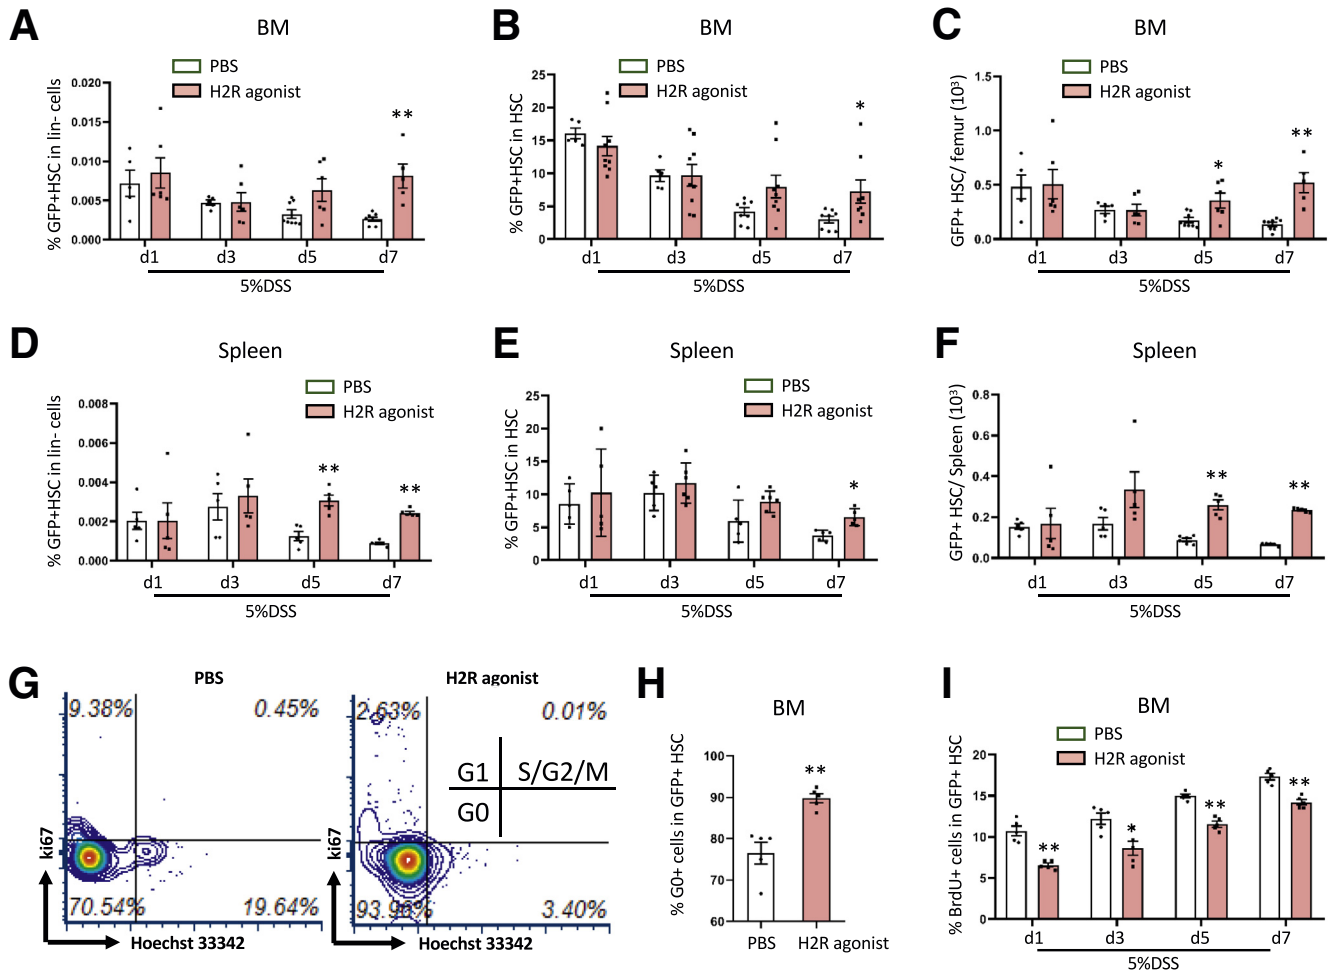 A
BM
PBS
H2R agonist
% GFP+HSC in lin- cells
0.020
0.015
0.010
0.005
0.000
**
d1 d3 d5 d7
5%DSS
B
BM
PBS
H2R agonist
% GFP+HSC in HSC
25
20
15
10
5
0
*
d1 d3 d5 d7
5%DSS
C
BM
PBS
H2R agonist
GFP+ HSC/ femur (10³)
1.5
1.0
0.5
0.0
* **
d1 d3 d5 d7
5%DSS
D
Spleen
PBS
H2R agonist
% GFP+HSC in lin- cells
0.008
0.006
0.004
0.002
0.000
** **
d1 d3 d5 d7
5%DSS
E
Spleen
PBS
H2R agonist
% GFP+HSC in HSC
25
20
15
10
5
0
*
d1 d3 d5 d7
5%DSS
F
Spleen
PBS
H2R agonist
GFP+ HSC/ Spleen (10³)
0.8
0.6
0.4
0.2
0.0
** **
d1 d3 d5 d7
5%DSS
G
PBS
9.38% 0.45%
70.54% 19.64%
ki67
Hoechst 33342
H2R agonist
2.63% 0.01%
G1 S/G2/M
G0
93.96% 3.40%
ki67
Hoechst 33342
H
BM
% G0+ cells in GFP+ HSC
100
90
80
70
60
**
PBS H2R agonist
I
BM
PBS
H2R agonist
% BrdU+ cells in GFP+ HSC
20
15
10
5
0
** * ** **
d1 d3 d5 d7
5%DSS